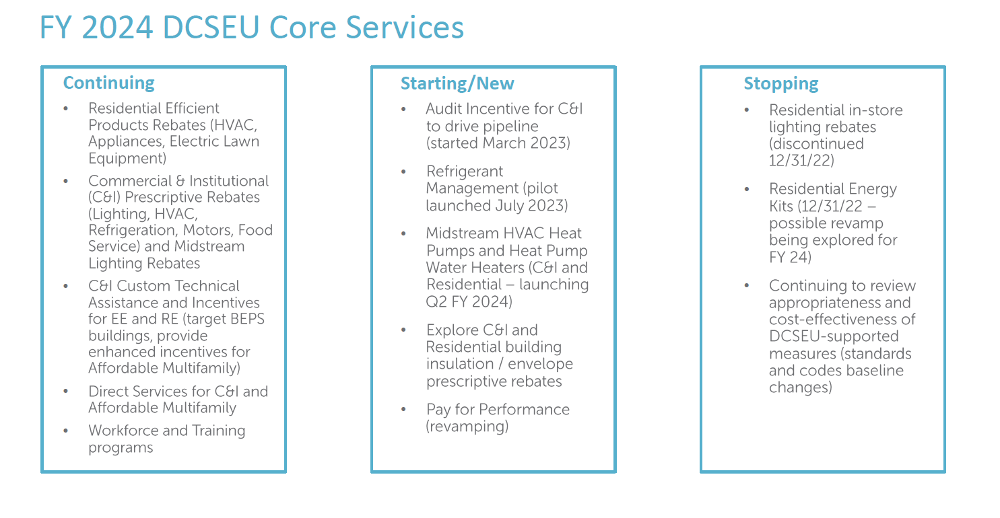 FY 2024 DCSEU Core Services
Continuing
• Residential Efficient
Products Rebates (HVAC,
Appliances, Electric Lawn
Equipment)
• Commercial & Institutional
(C&I) Prescriptive Rebates
(Lighting, HVAC,
Refrigeration, Motors, Food
Service) and Midstream
Lighting Rebates
• C&I Custom Technical
Assistance and Incentives
for EE and RE (target BEPS
buildings, provide
enhanced incentives for
Affordable Multifamily)
• Direct Services for C&I and
Affordable Multifamily
• Workforce and Training
programs
Starting/New
• Audit Incentive for C&I
to drive pipeline
(started March 2023)
• Refrigerant
Management (pilot
launched July 2023)
• Midstream HVAC Heat
Pumps and Heat Pump
Water Heaters (C&I and
Residential – launching
Q2 FY 2024)
• Explore C&I and
Residential building
insulation / envelope
prescriptive rebates
• Pay for Performance
(revamping)
Stopping
• Residential in-store
lighting rebates
(discontinued
12/31/22)
• Residential Energy
Kits (12/31/22 –
possible revamp
being explored for
FY 24)
• Continuing to review
appropriateness and
cost-effectiveness of
DCSEU-supported
measures (standards
and codes baseline
changes)